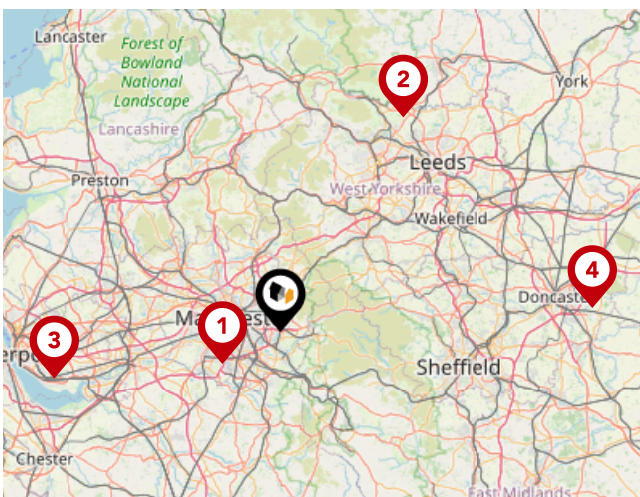 Lancaster
Forest of
Bowland
National
Landscape
2
York
Lancashire
Leeds
Preston
West Yorkshire
Wakefield
4
Doncaste
1
3
Sheffield
Chester
East Midlands